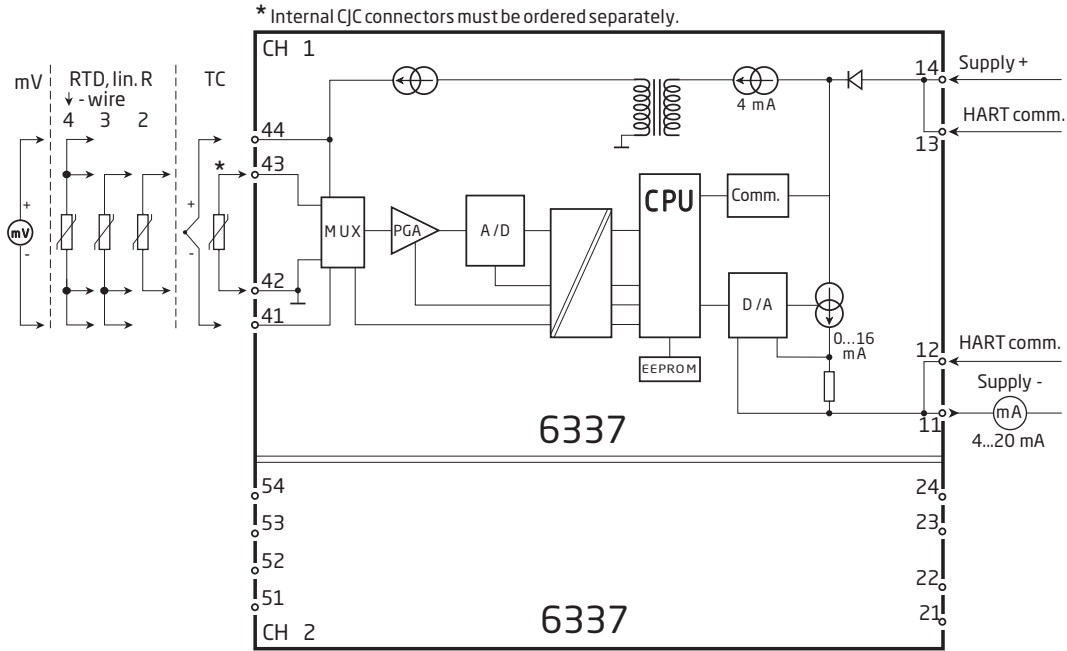 * Internal CJC connectors must be ordered separately.
CH 1
mV
RTD, lin. R
- wire
4 3 2
TC
*
44
43
42
41
+
mV
-
+
-
MUX
PGA
A/D
CPU
EEPROM
Comm.
D/A
4 mA
0...16
mA
14
Supply +
HART comm.
13
12
HART comm.
Supply -
11
mA
4...20 mA
6337
54
53
52
51
24
23
22
21
CH 2
6337